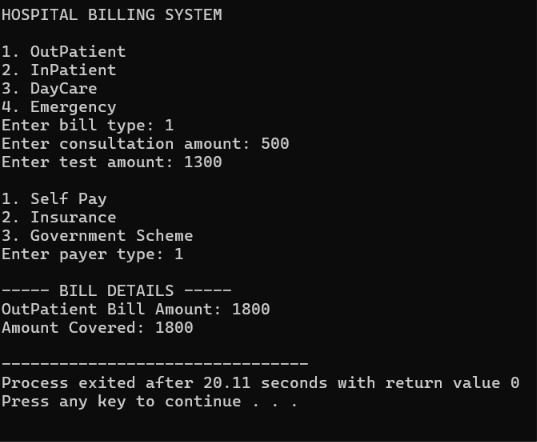 HOSPITAL BILLING SYSTEM
1. OutPatient
2. InPatient
3. DayCare
4. Emergency
Enter bill type: 1
Enter consultation amount: 500
Enter test amount: 1300
1. Self Pay
2. Insurance
3. Government Scheme
Enter payer type: 1
----- BILL DETAILS -----
OutPatient Bill Amount: 1800
Amount Covered: 1800
--------------------------------
Process exited after 20.11 seconds with return value 0
Press any key to continue . . .